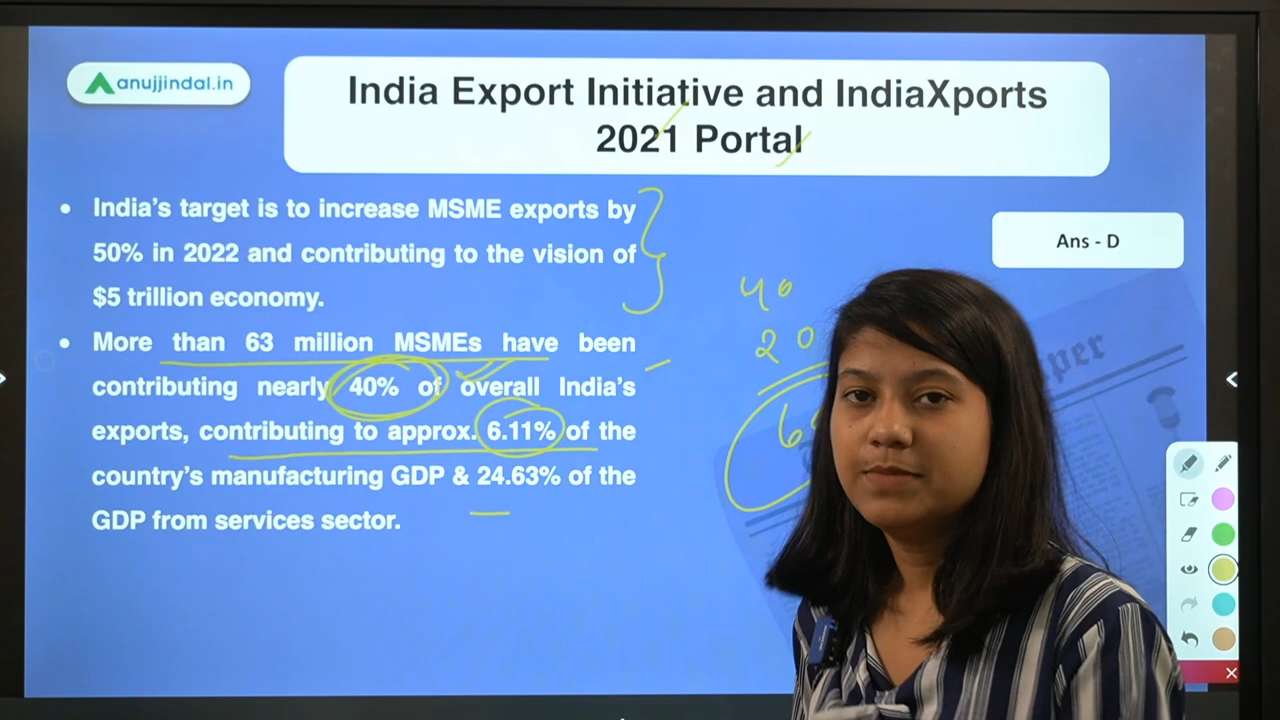 anujjindal.in
India Export Initiative and IndiaXports
2021 Portal
• India's target is to increase MSME exports by
50% in 2022 and contributing to the vision of
$5 trillion economy.
• More than 63 million MSMEs have been
contributing nearly 40% of overall India's
exports, contributing to approx. 6.11% of the
country's manufacturing GDP & 24.63% of the
GDP from services sector.
Ans - D
40
20
per